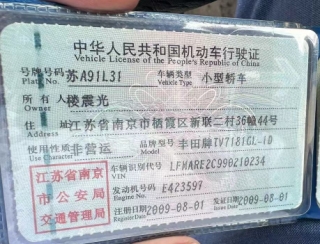 中华人民共和国机动车行驶证
Vehicle License of the People's Republic of China
号牌号码 苏A91L31 车辆类型 小型轿车
Plate No. Vehicle Type
所有人 楼震光
Owner
住址 江苏省南京市栖霞区新联二村36幢44号
Address
使用性质 非营运 品牌型号 丰田牌TV7181GL-iD
Use Character Model
江苏省南京市公安局交通管理局
车辆识别代号 LFMARE2C990210234
VIN
发动机号码 E423597
Engine No.
注册日期 2009-08-01 发证日期 2009-08-01
Register Date Issue Date